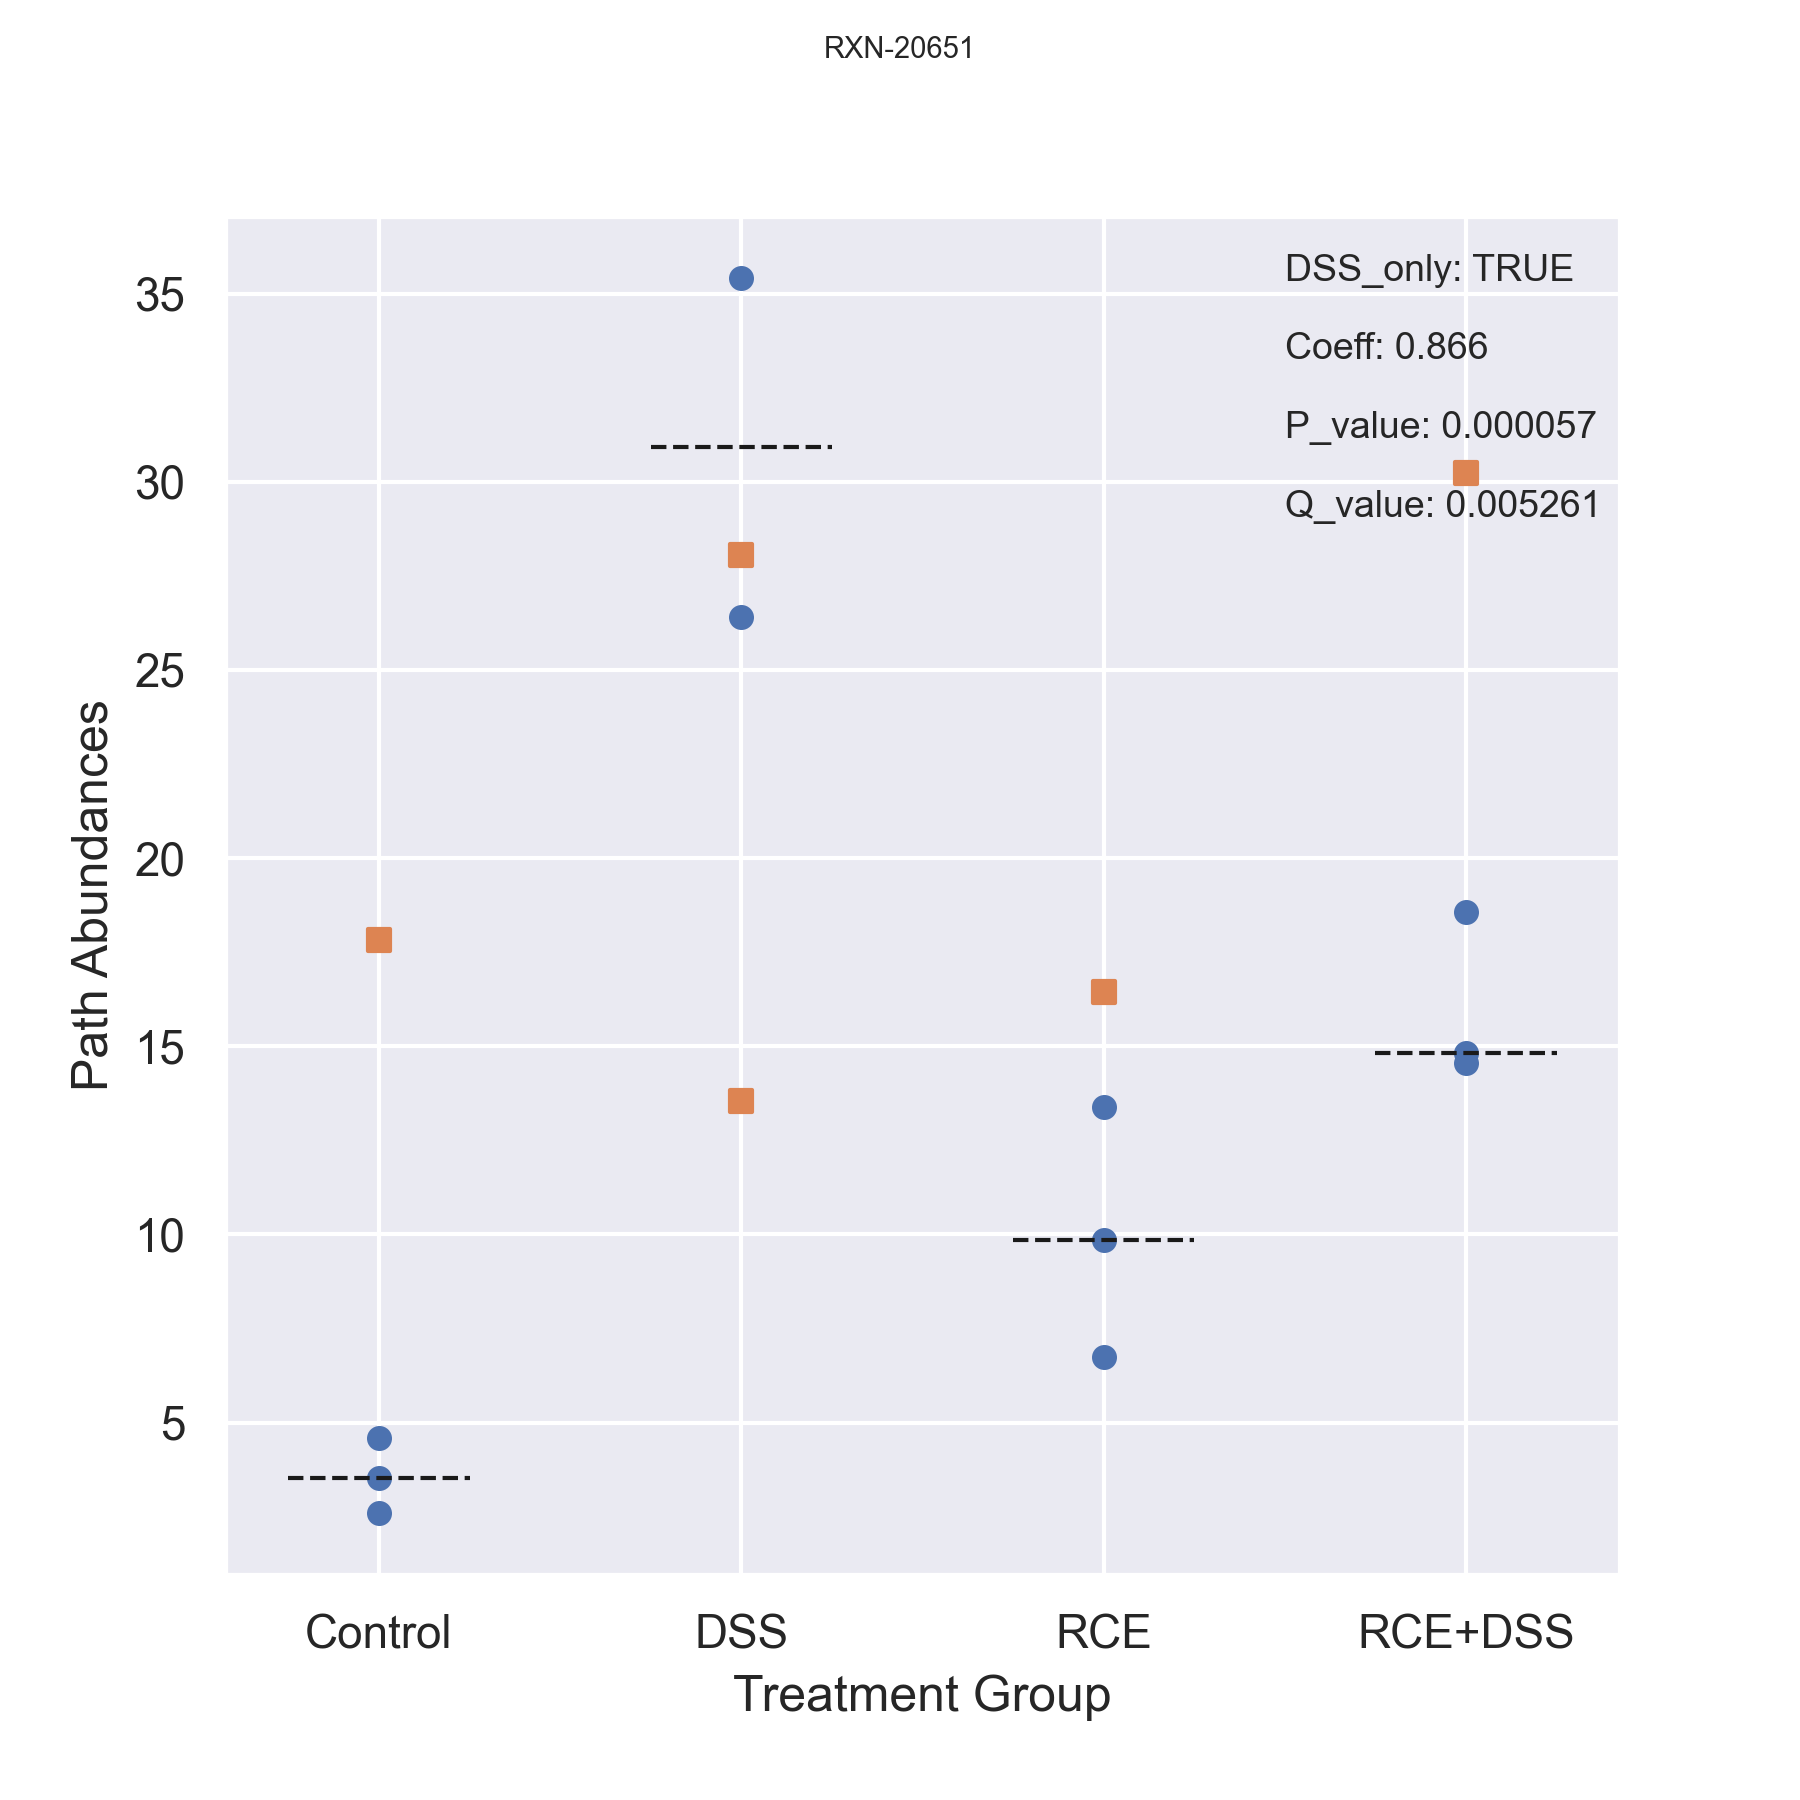 RXN-20651
DSS_only: TRUE
Coeff: 0.866
P_value: 0.000057
Q_value: 0.005261
35
30
25
20
15
10
5
Path Abundances
Control
DSS
RCE
RCE+DSS
Treatment Group